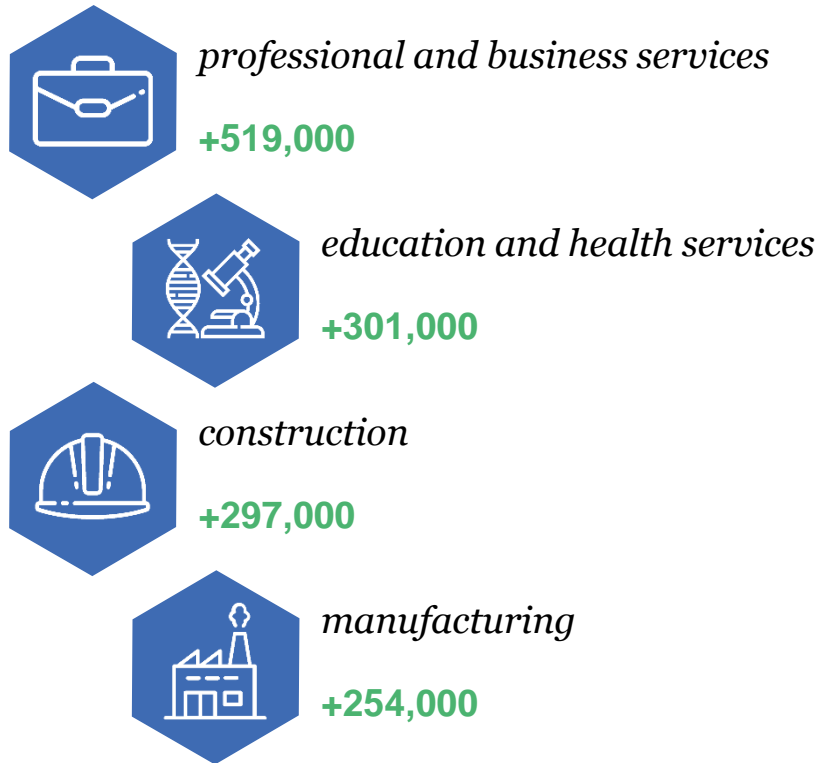 professional and business services
+519,000
education and health services
+301,000
construction
+297,000
manufacturing
+254,000